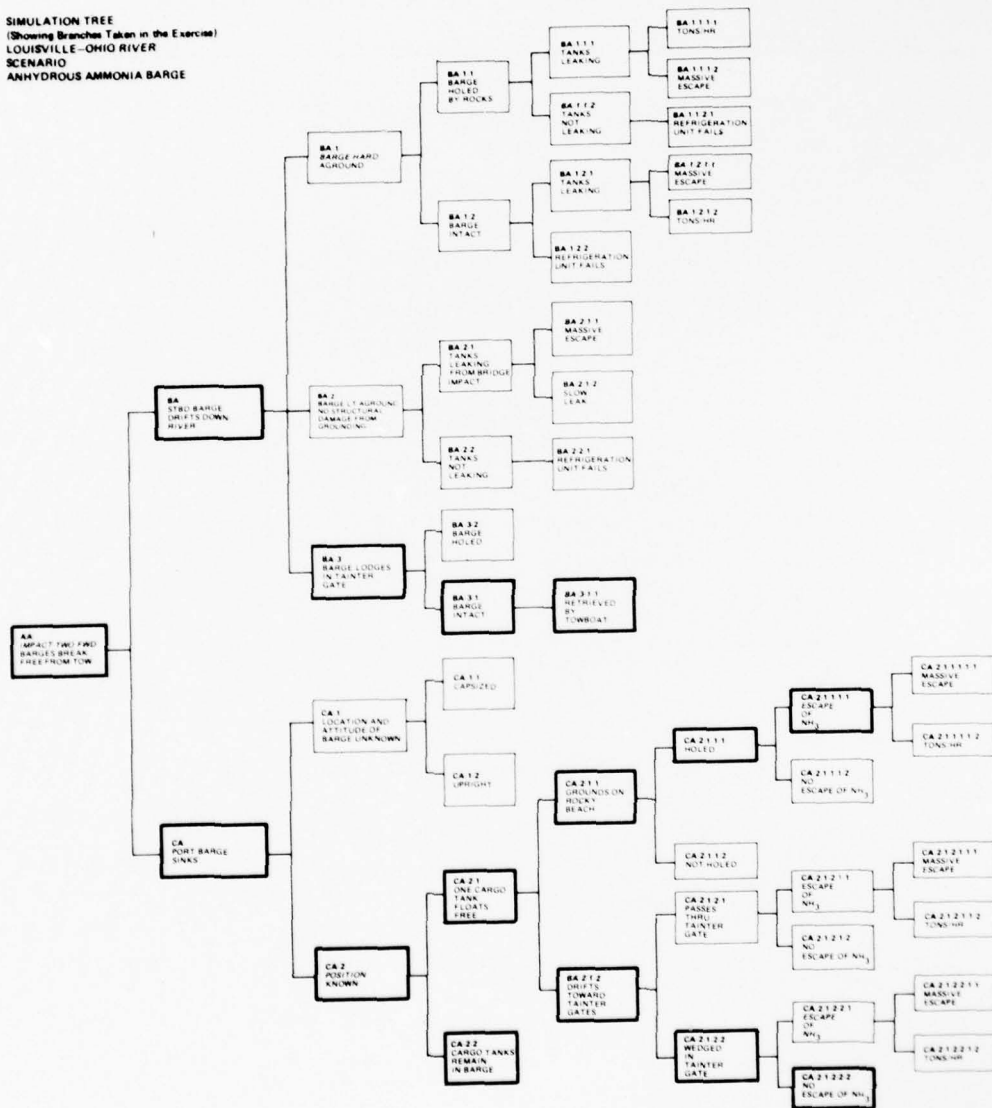 SIMULATION TREE
(Showing Branches Taken in the Exercise)
LOUISVILLE-OHIO RIVER
SCENARIO
ANHYDROUS AMMONIA BARGE
AA
IMPACT-TWO FWD
BARGES BREAK
FREE FROM TOW
BA
STBD BARGE
DRIFTS DOWN
RIVER
BA-1
BARGE HARD
AGROUND
BA-1-1
BARGE
HOLED
BY ROCKS
BA-1-1-1
TANKS
LEAKING
BA-1-1-1-1
TONS/HR
BA-1-1-1-2
MASSIVE
ESCAPE
BA-1-1-2
TANKS
NOT
LEAKING
BA-1-1-2-1
REFRIGERATION
UNIT FAILS
BA-1-2
BARGE
INTACT
BA-1-2-1
TANKS
LEAKING
BA-1-2-1-1
MASSIVE
ESCAPE
BA-1-2-1-2
TONS/HR
BA-1-2-2
REFRIGERATION
UNIT FAILS
BA-2
BARGE LT. AGROUND
NO STRUCTURAL
DAMAGE FROM
GROUNDING
BA-2-1
TANKS
LEAKING
FROM BRIDGE
IMPACT
BA-2-1-1
MASSIVE
ESCAPE
BA-2-1-2
SLOW
LEAK
BA-2-2
TANKS
NOT
LEAKING
BA-2-2-1
REFRIGERATION
UNIT FAILS
BA-3
BARGE LODGES
IN TAINTER
GATE
BA-3-2
BARGE
HOLED
BA-3-1
BARGE
INTACT
BA-3-1-1
RETRIEVED
BY
TOWBOAT
CA
PORT BARGE
SINKS
CA-1
LOCATION AND
ATTITUDE OF
BARGE UNKNOWN
CA-1-1
CAPSIZED
CA-1-2
UPRIGHT
CA-2
POSITION
KNOWN
CA-2-1
ONE CARGO
TANK
FLOATS
FREE
CA-2-1-1
GROUNDS ON
ROCKY
BEACH
CA-2-1-1-1
HOLED
CA-2-1-1-1-1
ESCAPE
OF
NH3
CA-2-1-1-1-1-1
MASSIVE
ESCAPE
CA-2-1-1-1-1-2
TONS/HR
CA-2-1-1-1-2
NO
ESCAPE OF NH3
CA-2-1-1-2
NOT HOLED
BA-2-1-2
DRIFTS
TOWARD
TAINTER
GATES
CA-2-1-2-1
PASSES
THRU
TAINTER
GATE
CA-2-1-2-1-1
ESCAPE
OF
NH3
CA-2-1-2-1-1-1
MASSIVE
ESCAPE
CA-2-1-2-1-1-2
TONS/HR
CA-2-1-2-1-2
NO
ESCAPE OF NH3
CA-2-1-2-2
WEDGED
IN
TAINTER
GATE
CA-2-1-2-2-1
ESCAPE
OF
NH3
CA-2-1-2-2-1-1
MASSIVE
ESCAPE
CA-2-1-2-2-1-2
TONS/HR
CA-2-1-2-2-2
NO
ESCAPE OF NH3
CA-2-2
CARGO TANKS
REMAIN
IN BARGE